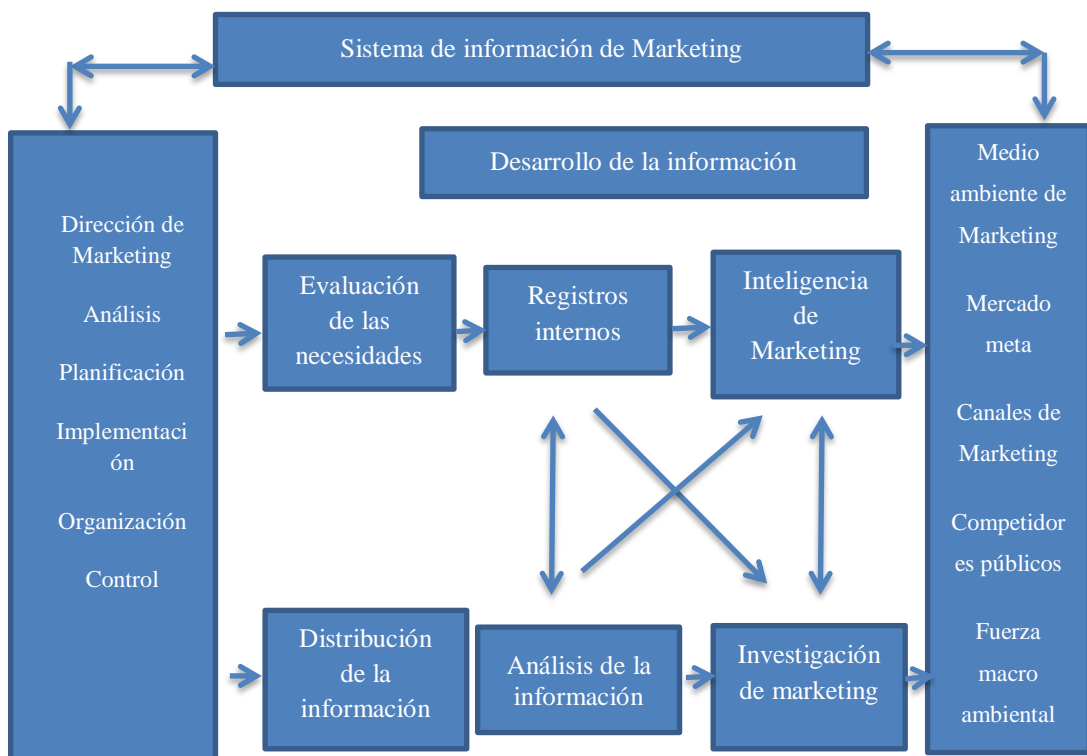 Sistema de información de Marketing
Desarrollo de la información
Dirección de
Marketing
Análisis
Planificación
Implementaci
ón
Organización
Control
Evaluación
de las
necesidades
Registros
internos
Inteligencia
de
Marketing
Distribución
de la
información
Análisis de la
información
Investigación
de marketing
Medio
ambiente de
Marketing
Mercado
meta
Canales de
Marketing
Competidor
es públicos
Fuerza
macro
ambiental